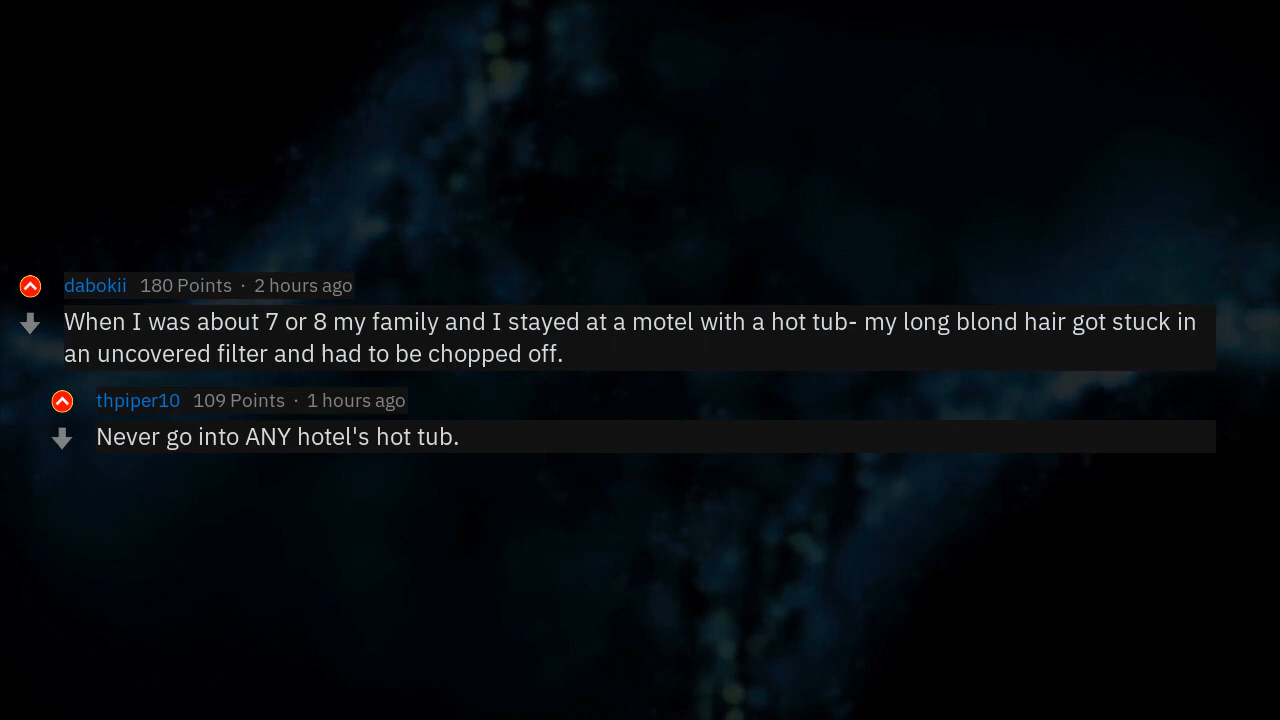 dabokii 180 Points · 2 hours ago
When I was about 7 or 8 my family and I stayed at a motel with a hot tub- my long blond hair got stuck in
an uncovered filter and had to be chopped off.
thpiper10 109 Points · 1 hours ago
Never go into ANY hotel's hot tub.